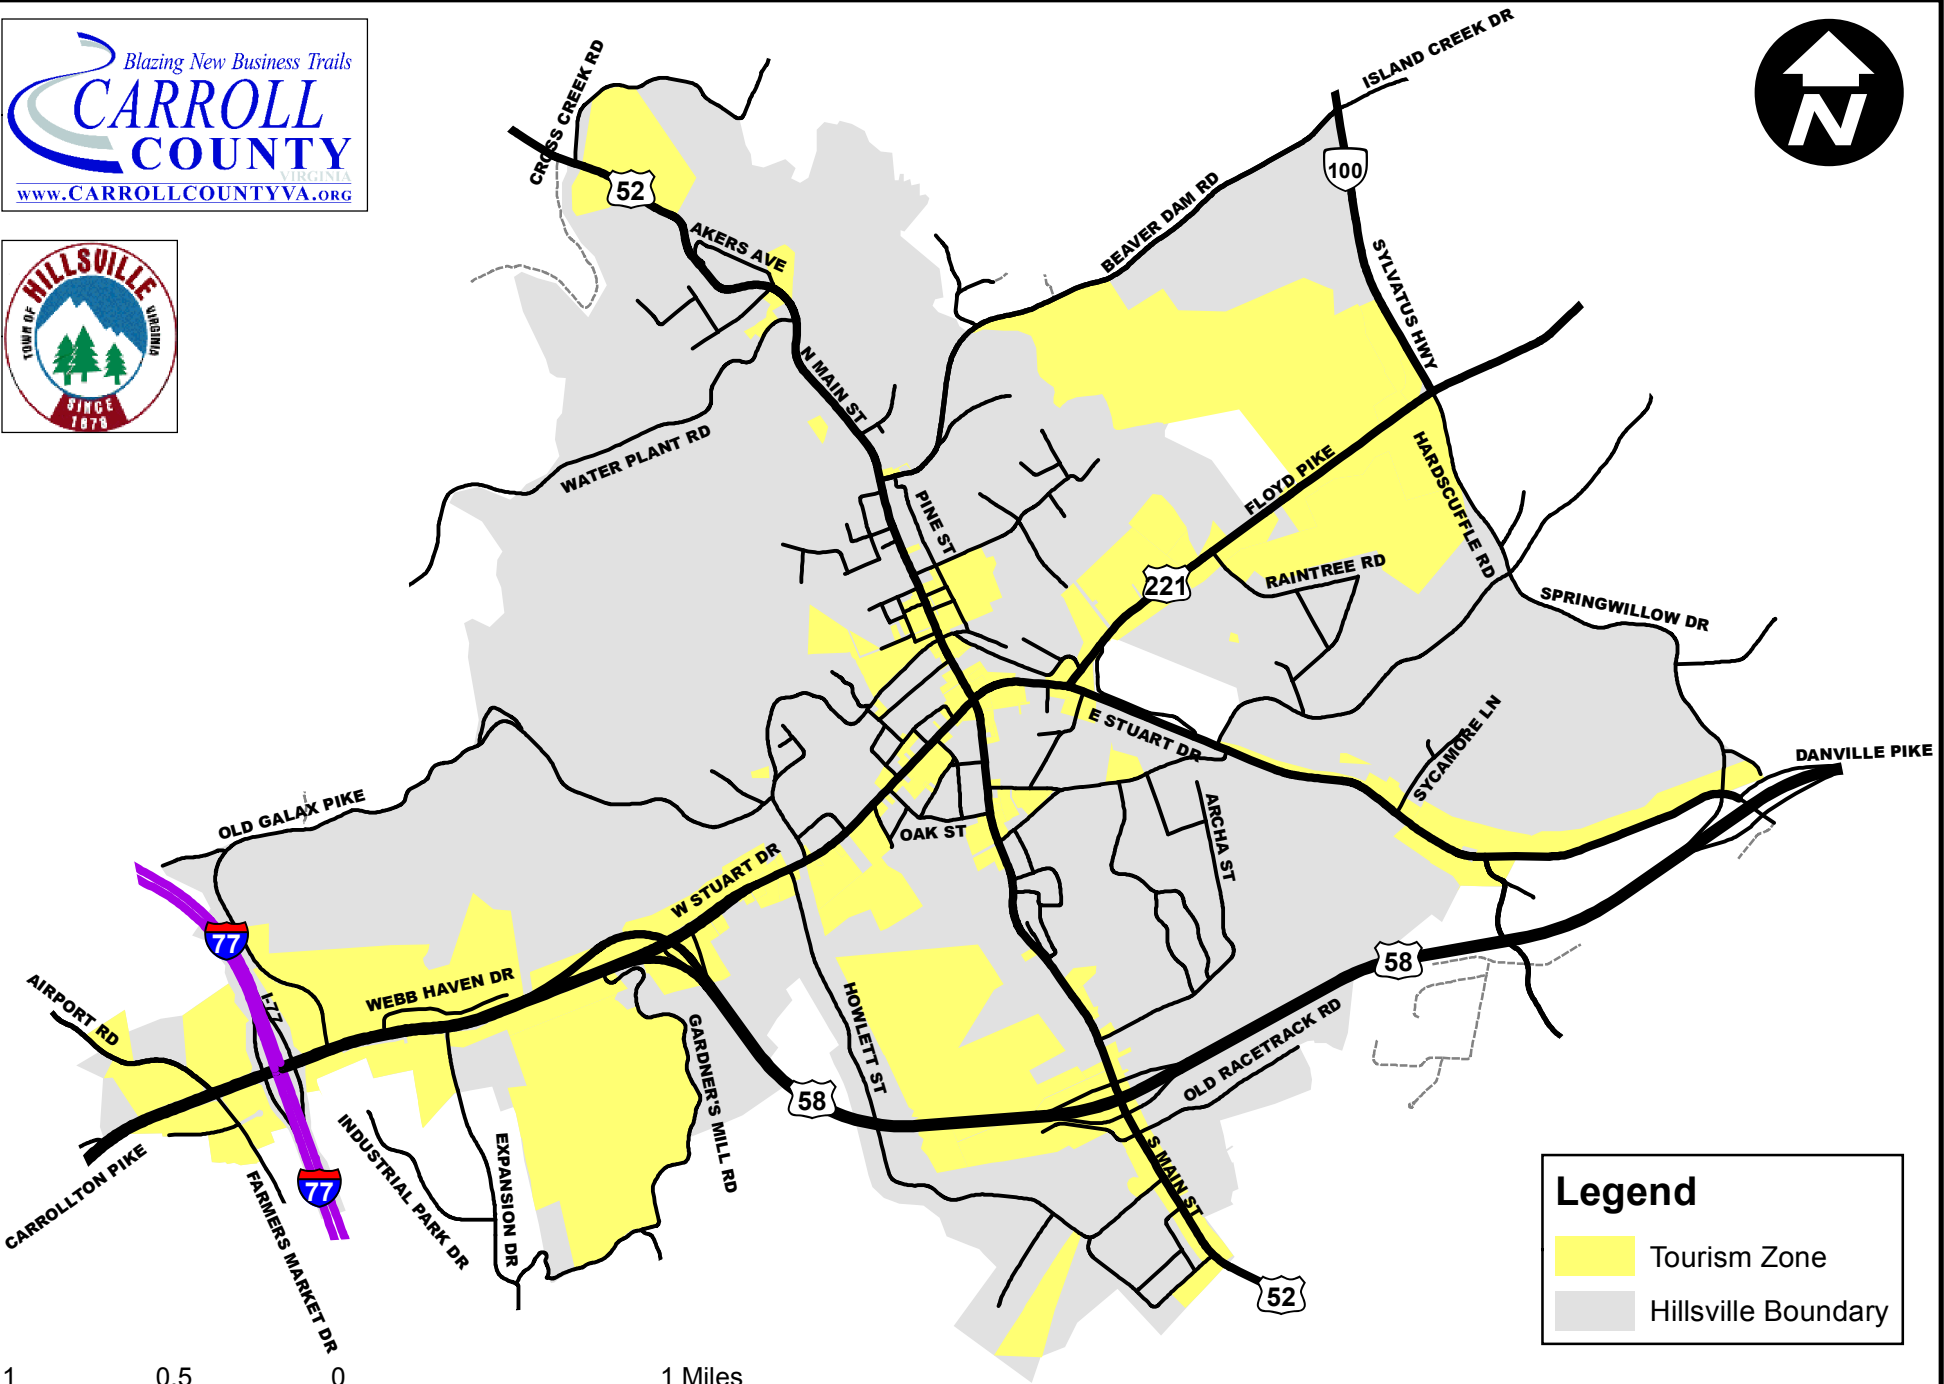 Blazing New Business Trails
CARROLL
COUNTY
VIRGINIA
www.CARROLLCOUNTYVA.ORG
TOWN OF
HILLSVILLE
VIRGINIA
SINCE
1878
N
CROSS CREEK RD
52
AKERS AVE
ISLAND CREEK DR
100
BEAVER DAM RD
SYLVATUS HWY
N MAIN ST
WATER PLANT RD
PINE ST
FLOYD PIKE
HARDSCUFFLE RD
221
RAINTREE RD
SPRINGWILLOW DR
E STUART DR
SYCAMORE LN
DANVILLE PIKE
OLD GALAX PIKE
OAK ST
ARCHA ST
W STUART DR
77
58
AIRPORT RD
I-77
WEBB HAVEN DR
HOWLETT ST
GARDNER'S MILL RD
OLD RACETRACK RD
58
CARROLLTON PIKE
77
FARMERS MARKET DR
INDUSTRIAL PARK DR
EXPANSION DR
S MAIN ST
52
Legend
Tourism Zone
Hillsville Boundary
1 0.5 0 1 Miles